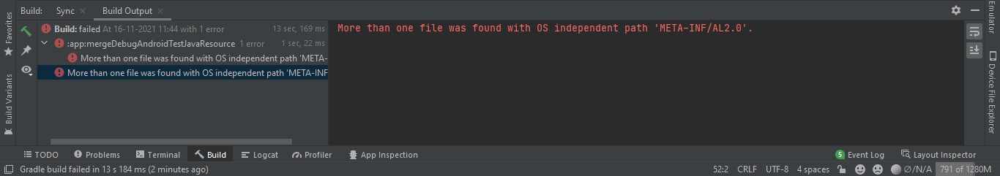 Build:
Sync
Build Output
Build: failed At 16-11-2021 11:44 with 1 error 13 sec, 169 ms
:app:mergeDebugAndroidTestJavaResource 1 error 1 sec, 22 ms
More than one file was found with OS independent path 'META-
More than one file was found with OS independent path 'META-INF
More than one file was found with OS independent path 'META-INF/AL2.0'.
Favorites
Build Variants
Emulator
Device File Explorer
TODO
Problems
Terminal
Build
Logcat
Profiler
App Inspection
5 Event Log
Layout Inspector
Gradle build failed in 13 s 184 ms (2 minutes ago)
52:2
CRLF
UTF-8
4 spaces
∅/N/A
791 of 1280M